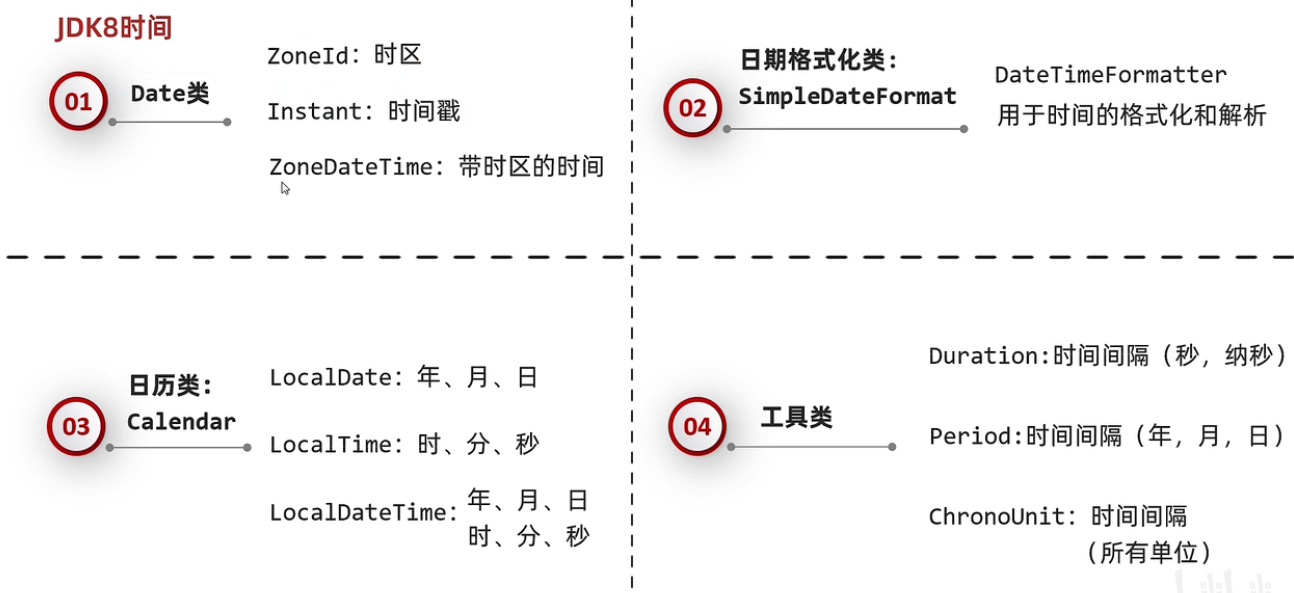 JDK8时间
01
Date类
ZoneId：时区
Instant：时间戳
ZoneDateTime：带时区的时间
02
日期格式化类：
SimpleDateFormat
DateTimeFormatter
用于时间的格式化和解析
03
日历类：
Calendar
LocalDate：年、月、日
LocalTime：时、分、秒
LocalDateTime：
年、月、日
时、分、秒
04
工具类
Duration:时间间隔（秒，纳秒）
Period:时间间隔（年，月，日）
ChronoUnit：时间间隔
（所有单位）